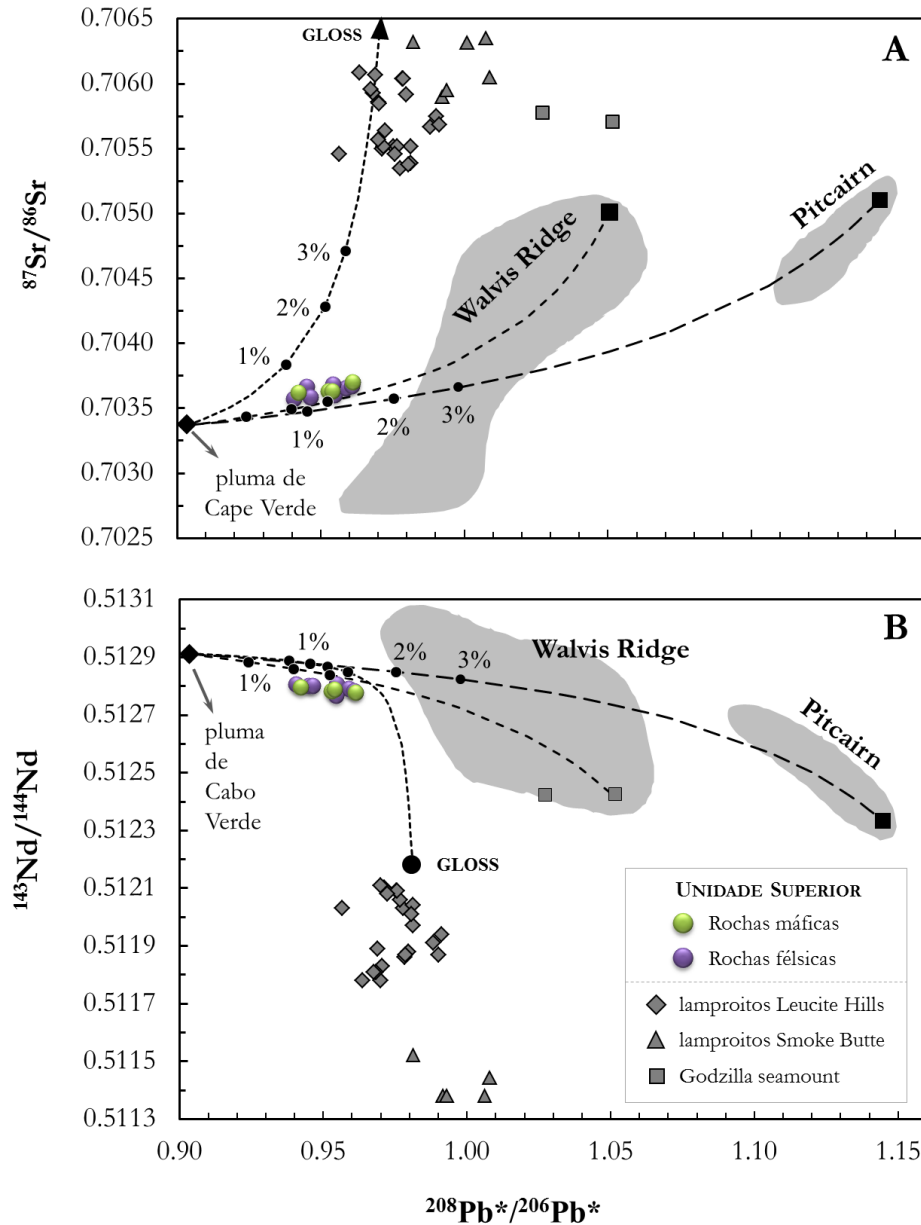 A
0.7065
0.7060
0.7055
0.7050
0.7045
0.7040
0.7035
0.7030
0.7025
87Sr/86Sr
GLOSS
3%
2%
1%
1%
2%
3%
Walvis Ridge
Pitcairn
pluma de
Cape Verde
B
0.5131
0.5129
0.5127
0.5125
0.5123
0.5121
0.5119
0.5117
0.5115
0.5113
143Nd/144Nd
1%
2%
3%
1%
Walvis Ridge
Pitcairn
pluma
de
Cabo
Verde
GLOSS
UNIDADE SUPERIOR
Rochas máficas
Rochas félsicas
lamproitos Leucite Hills
lamproitos Smoke Butte
Godzilla seamount
0.90 0.95 1.00 1.05 1.10 1.15
208Pb*/206Pb*